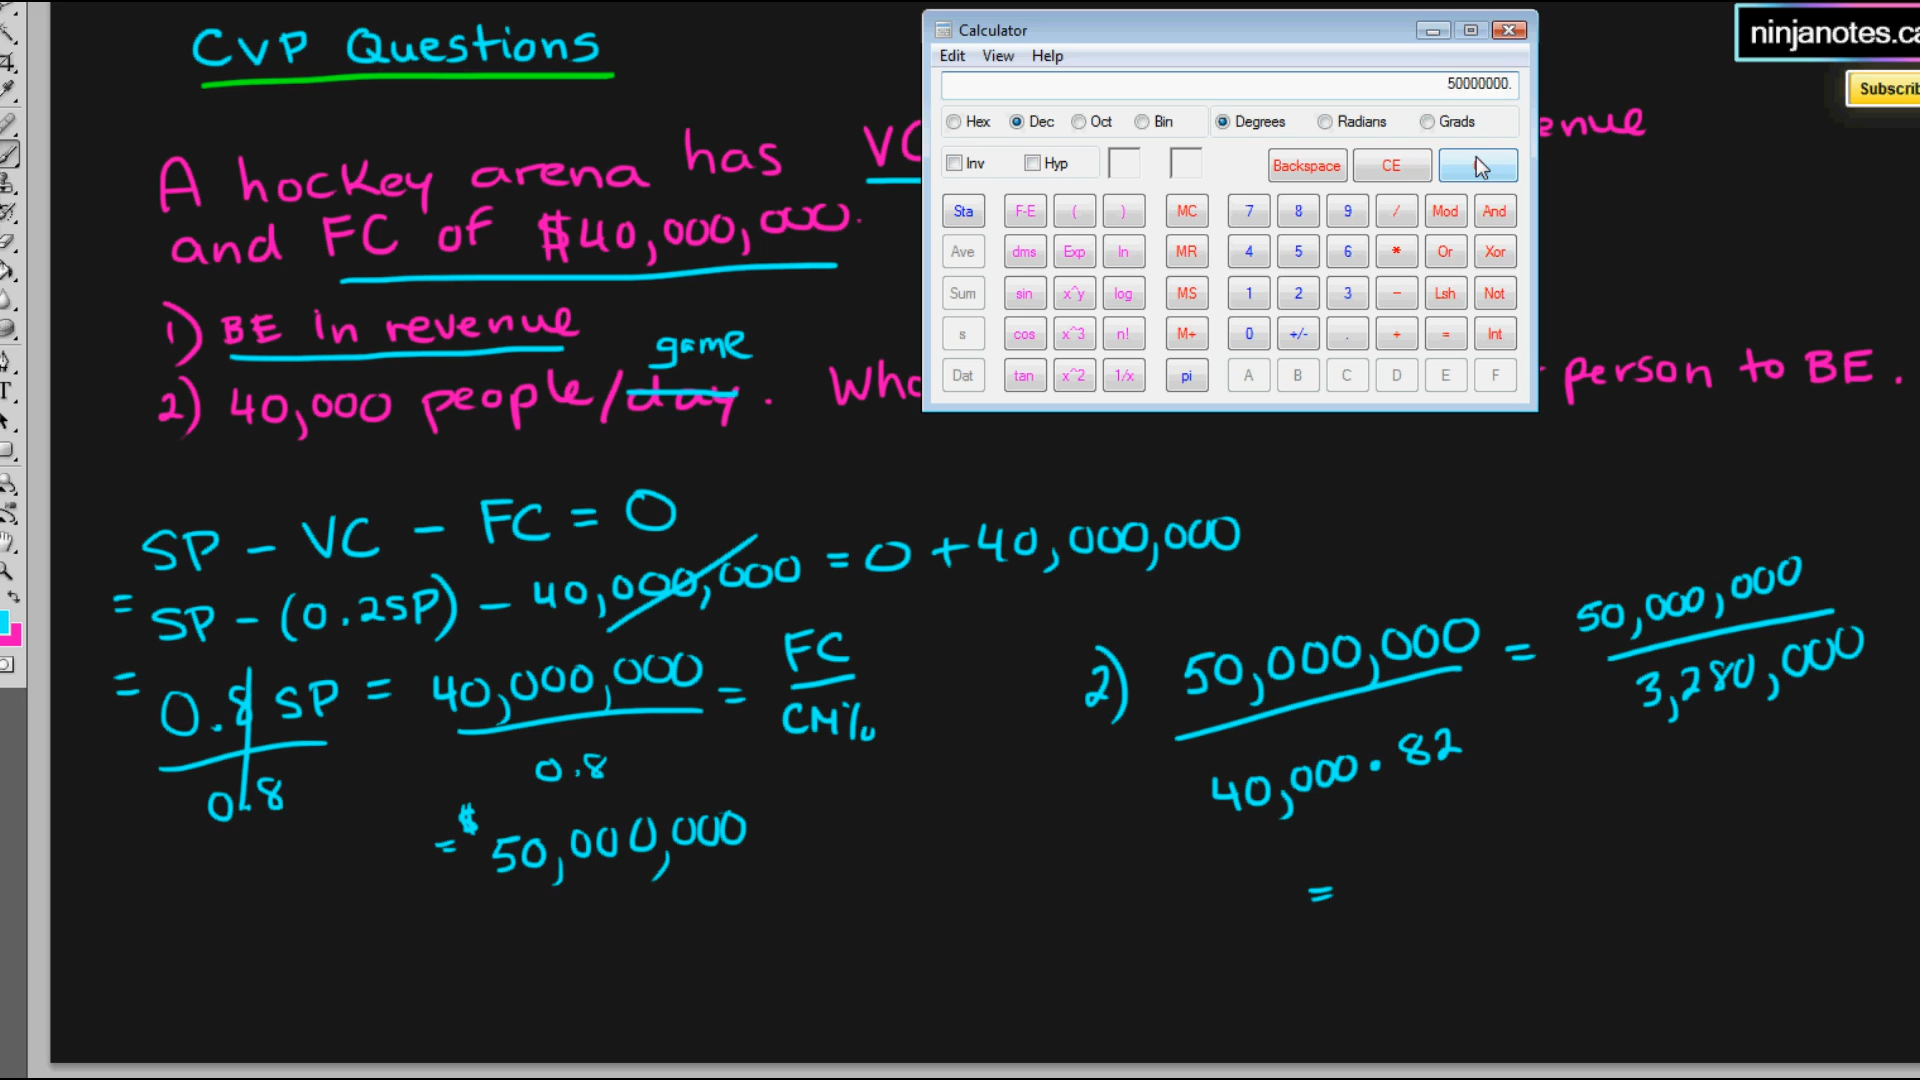 CVP Questions
ninjanotes.ca
Subscrib
Calculator
Edit View Help
50000000.
Hex Dec Oct Bin Degrees Radians Grads
Inv Hyp Backspace CE
Sta F-E ( ) MC 7 8 9 / Mod And
Ave dms Exp ln MR 4 5 6 * Or Xor
Sum sin x^y log MS 1 2 3 - Lsh Not
s cos x^3 n! M+ 0 +/- . + = Int
Dat tan x^2 1/x pi A B C D E F
A hockey arena has VC enue
and FC of $40,000,000.
1) BE in revenue
game
2) 40,000 people/day. Wha person to BE.
SP - VC - FC = 0
= SP - (0.2SP) - 40,000,000 = 0 + 40,000,000
= 0.8 SP / 0.8 = 40,000,000 / 0.8 = FC / CM%
= $50,000,000
2) 50,000,000 / 40,000 . 82 = 50,000,000 / 3,280,000
=